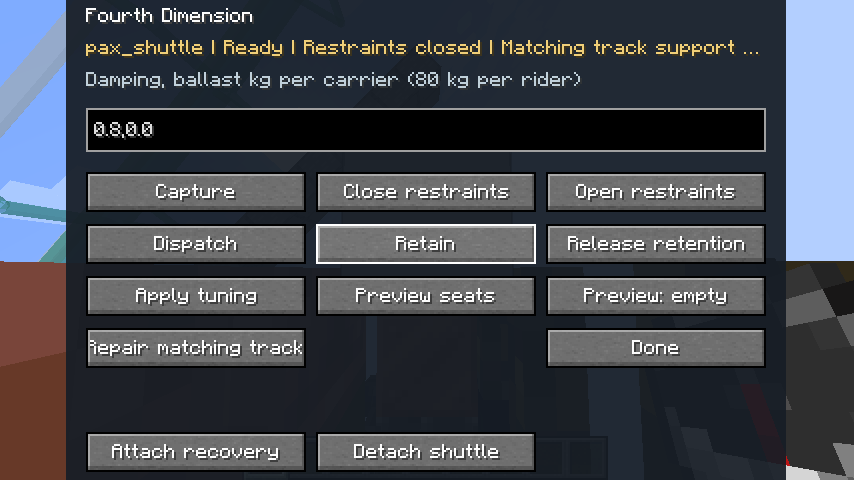 Fourth Dimension
pax_shuttle | Ready | Restraints closed | Matching track support ...
Damping, ballast kg per carrier (80 kg per rider)
0.8,0.0
Capture
Close restraints
Open restraints
Dispatch
Retain
Release retention
Apply tuning
Preview seats
Preview: empty
Repair matching track
Done
Attach recovery
Detach shuttle